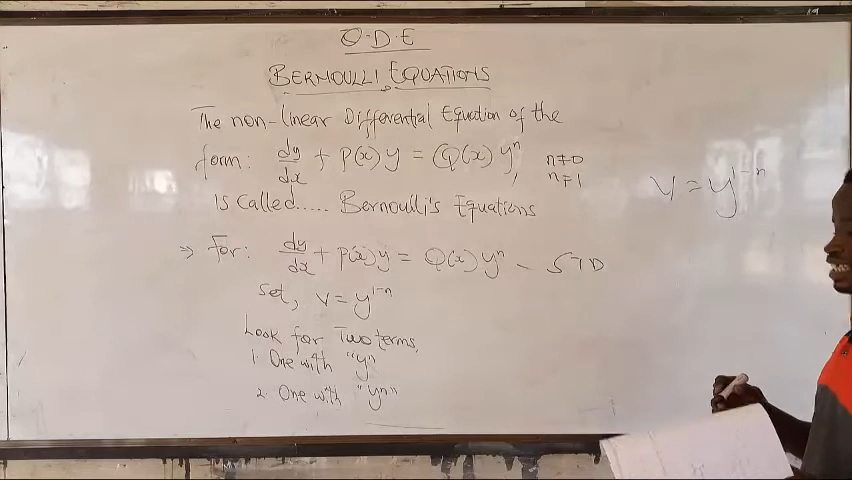 O.D.E
BERNOULLI EQUATIONS
The non-linear Differential Equation of the
form: dy/dx + P(x)y = Q(x)yⁿ, n≠0
n≠1
is called..... Bernoulli's Equations
⇒ For: dy/dx + P(x)y = Q(x)yⁿ – STD
Set, v = y¹⁻ⁿ
Look for Two terms,
1. One with "y"
2. One with "yⁿ"
v = y¹⁻ⁿ